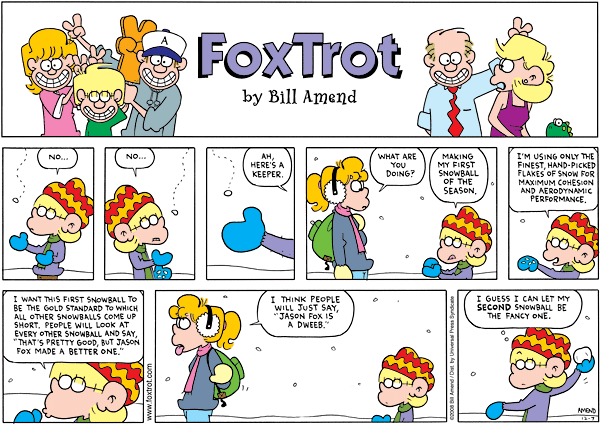 A
FoxTrot
by Bill Amend
NO...
NO...
AH,
HERE'S A
KEEPER.
WHAT ARE
YOU
DOING?
MAKING
MY FIRST
SNOWBALL
OF THE
SEASON.
I'M USING ONLY THE
FINEST, HAND-PICKED
FLAKES OF SNOW FOR
MAXIMUM COHESION
AND AERODYNAMIC
PERFORMANCE.
I WANT THIS FIRST SNOWBALL TO
BE THE GOLD STANDARD TO WHICH
ALL OTHER SNOWBALLS COME UP
SHORT. PEOPLE WILL LOOK AT
EVERY OTHER SNOWBALL AND SAY,
"THAT'S PRETTY GOOD, BUT JASON
FOX MADE A BETTER ONE."
www.foxtrot.com
I THINK PEOPLE
WILL JUST SAY,
"JASON FOX IS
A DWEEB."
©2008 Bill Amend / Dist. by Universal Press Syndicate
I GUESS I CAN LET MY
SECOND SNOWBALL BE
THE FANCY ONE.
AMEND
12-7